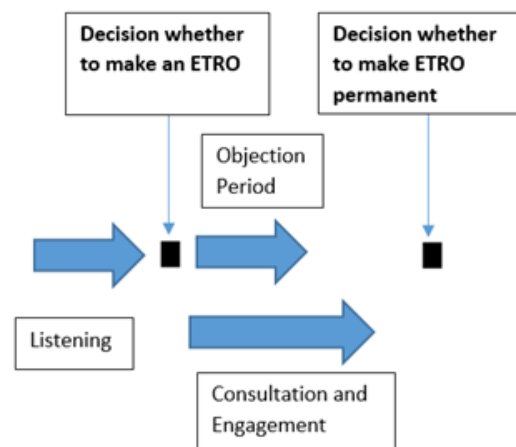 Decision whether
to make an ETRO
Decision whether
to make ETRO
permanent
Objection
Period
Listening
Consultation and
Engagement